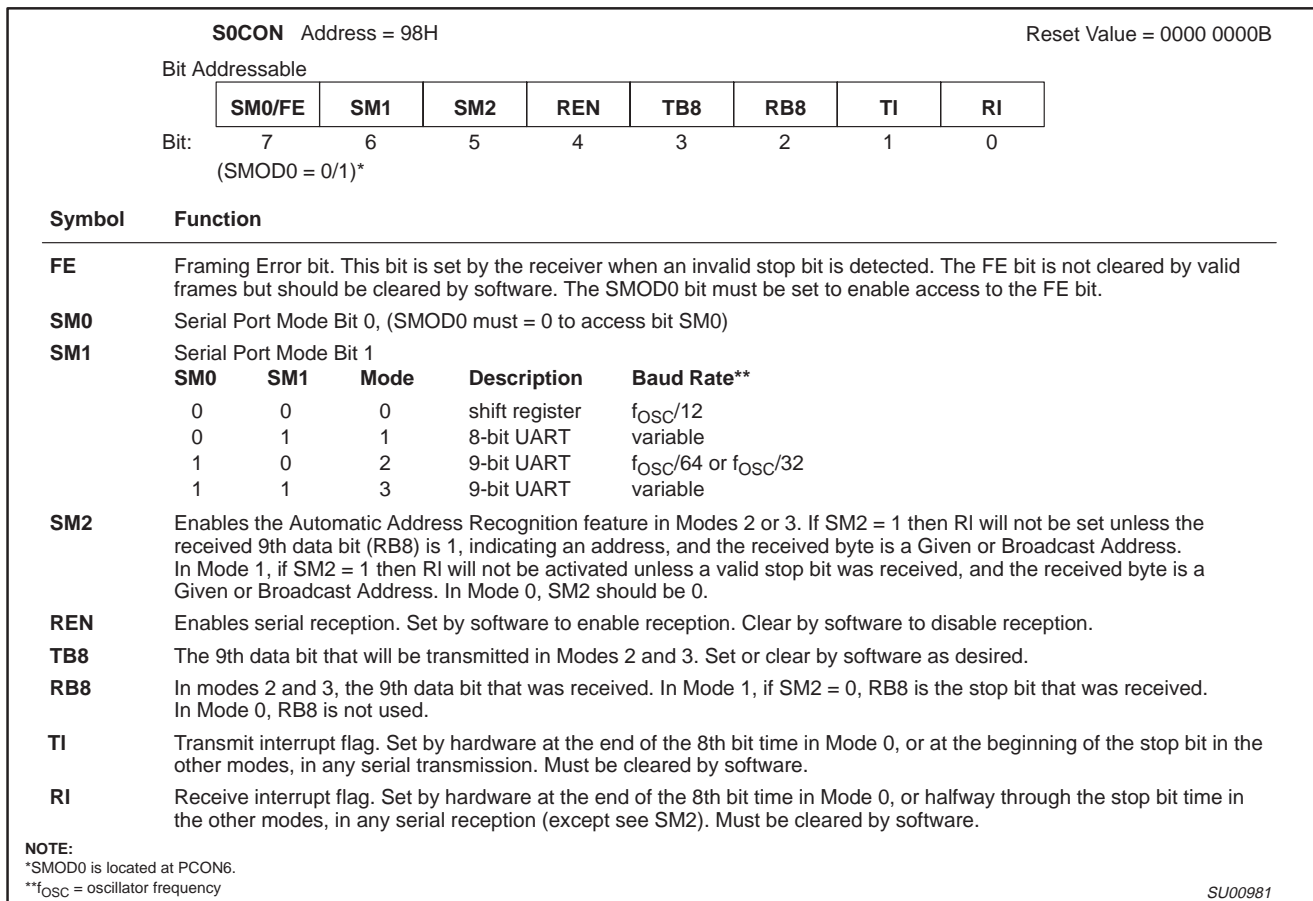 S0CON Address = 98H Reset Value = 0000 0000B
Bit Addressable
SM0/FE SM1 SM2 REN TB8 RB8 TI RI
Bit: 7 6 5 4 3 2 1 0
(SMOD0 = 0/1)*
Symbol Function
FE Framing Error bit. This bit is set by the receiver when an invalid stop bit is detected. The FE bit is not cleared by valid
frames but should be cleared by software. The SMOD0 bit must be set to enable access to the FE bit.
SM0 Serial Port Mode Bit 0, (SMOD0 must = 0 to access bit SM0)
SM1 Serial Port Mode Bit 1
SM0 SM1 Mode Description Baud Rate**
0 0 0 shift register fOSC/12
0 1 1 8-bit UART variable
1 0 2 9-bit UART fOSC/64 or fOSC/32
1 1 3 9-bit UART variable
SM2 Enables the Automatic Address Recognition feature in Modes 2 or 3. If SM2 = 1 then RI will not be set unless the
received 9th data bit (RB8) is 1, indicating an address, and the received byte is a Given or Broadcast Address.
In Mode 1, if SM2 = 1 then RI will not be activated unless a valid stop bit was received, and the received byte is a
Given or Broadcast Address. In Mode 0, SM2 should be 0.
REN Enables serial reception. Set by software to enable reception. Clear by software to disable reception.
TB8 The 9th data bit that will be transmitted in Modes 2 and 3. Set or clear by software as desired.
RB8 In modes 2 and 3, the 9th data bit that was received. In Mode 1, if SM2 = 0, RB8 is the stop bit that was received.
In Mode 0, RB8 is not used.
TI Transmit interrupt flag. Set by hardware at the end of the 8th bit time in Mode 0, or at the beginning of the stop bit in the
other modes, in any serial transmission. Must be cleared by software.
RI Receive interrupt flag. Set by hardware at the end of the 8th bit time in Mode 0, or halfway through the stop bit time in
the other modes, in any serial reception (except see SM2). Must be cleared by software.
NOTE:
*SMOD0 is located at PCON6.
**fOSC = oscillator frequency
SU00981